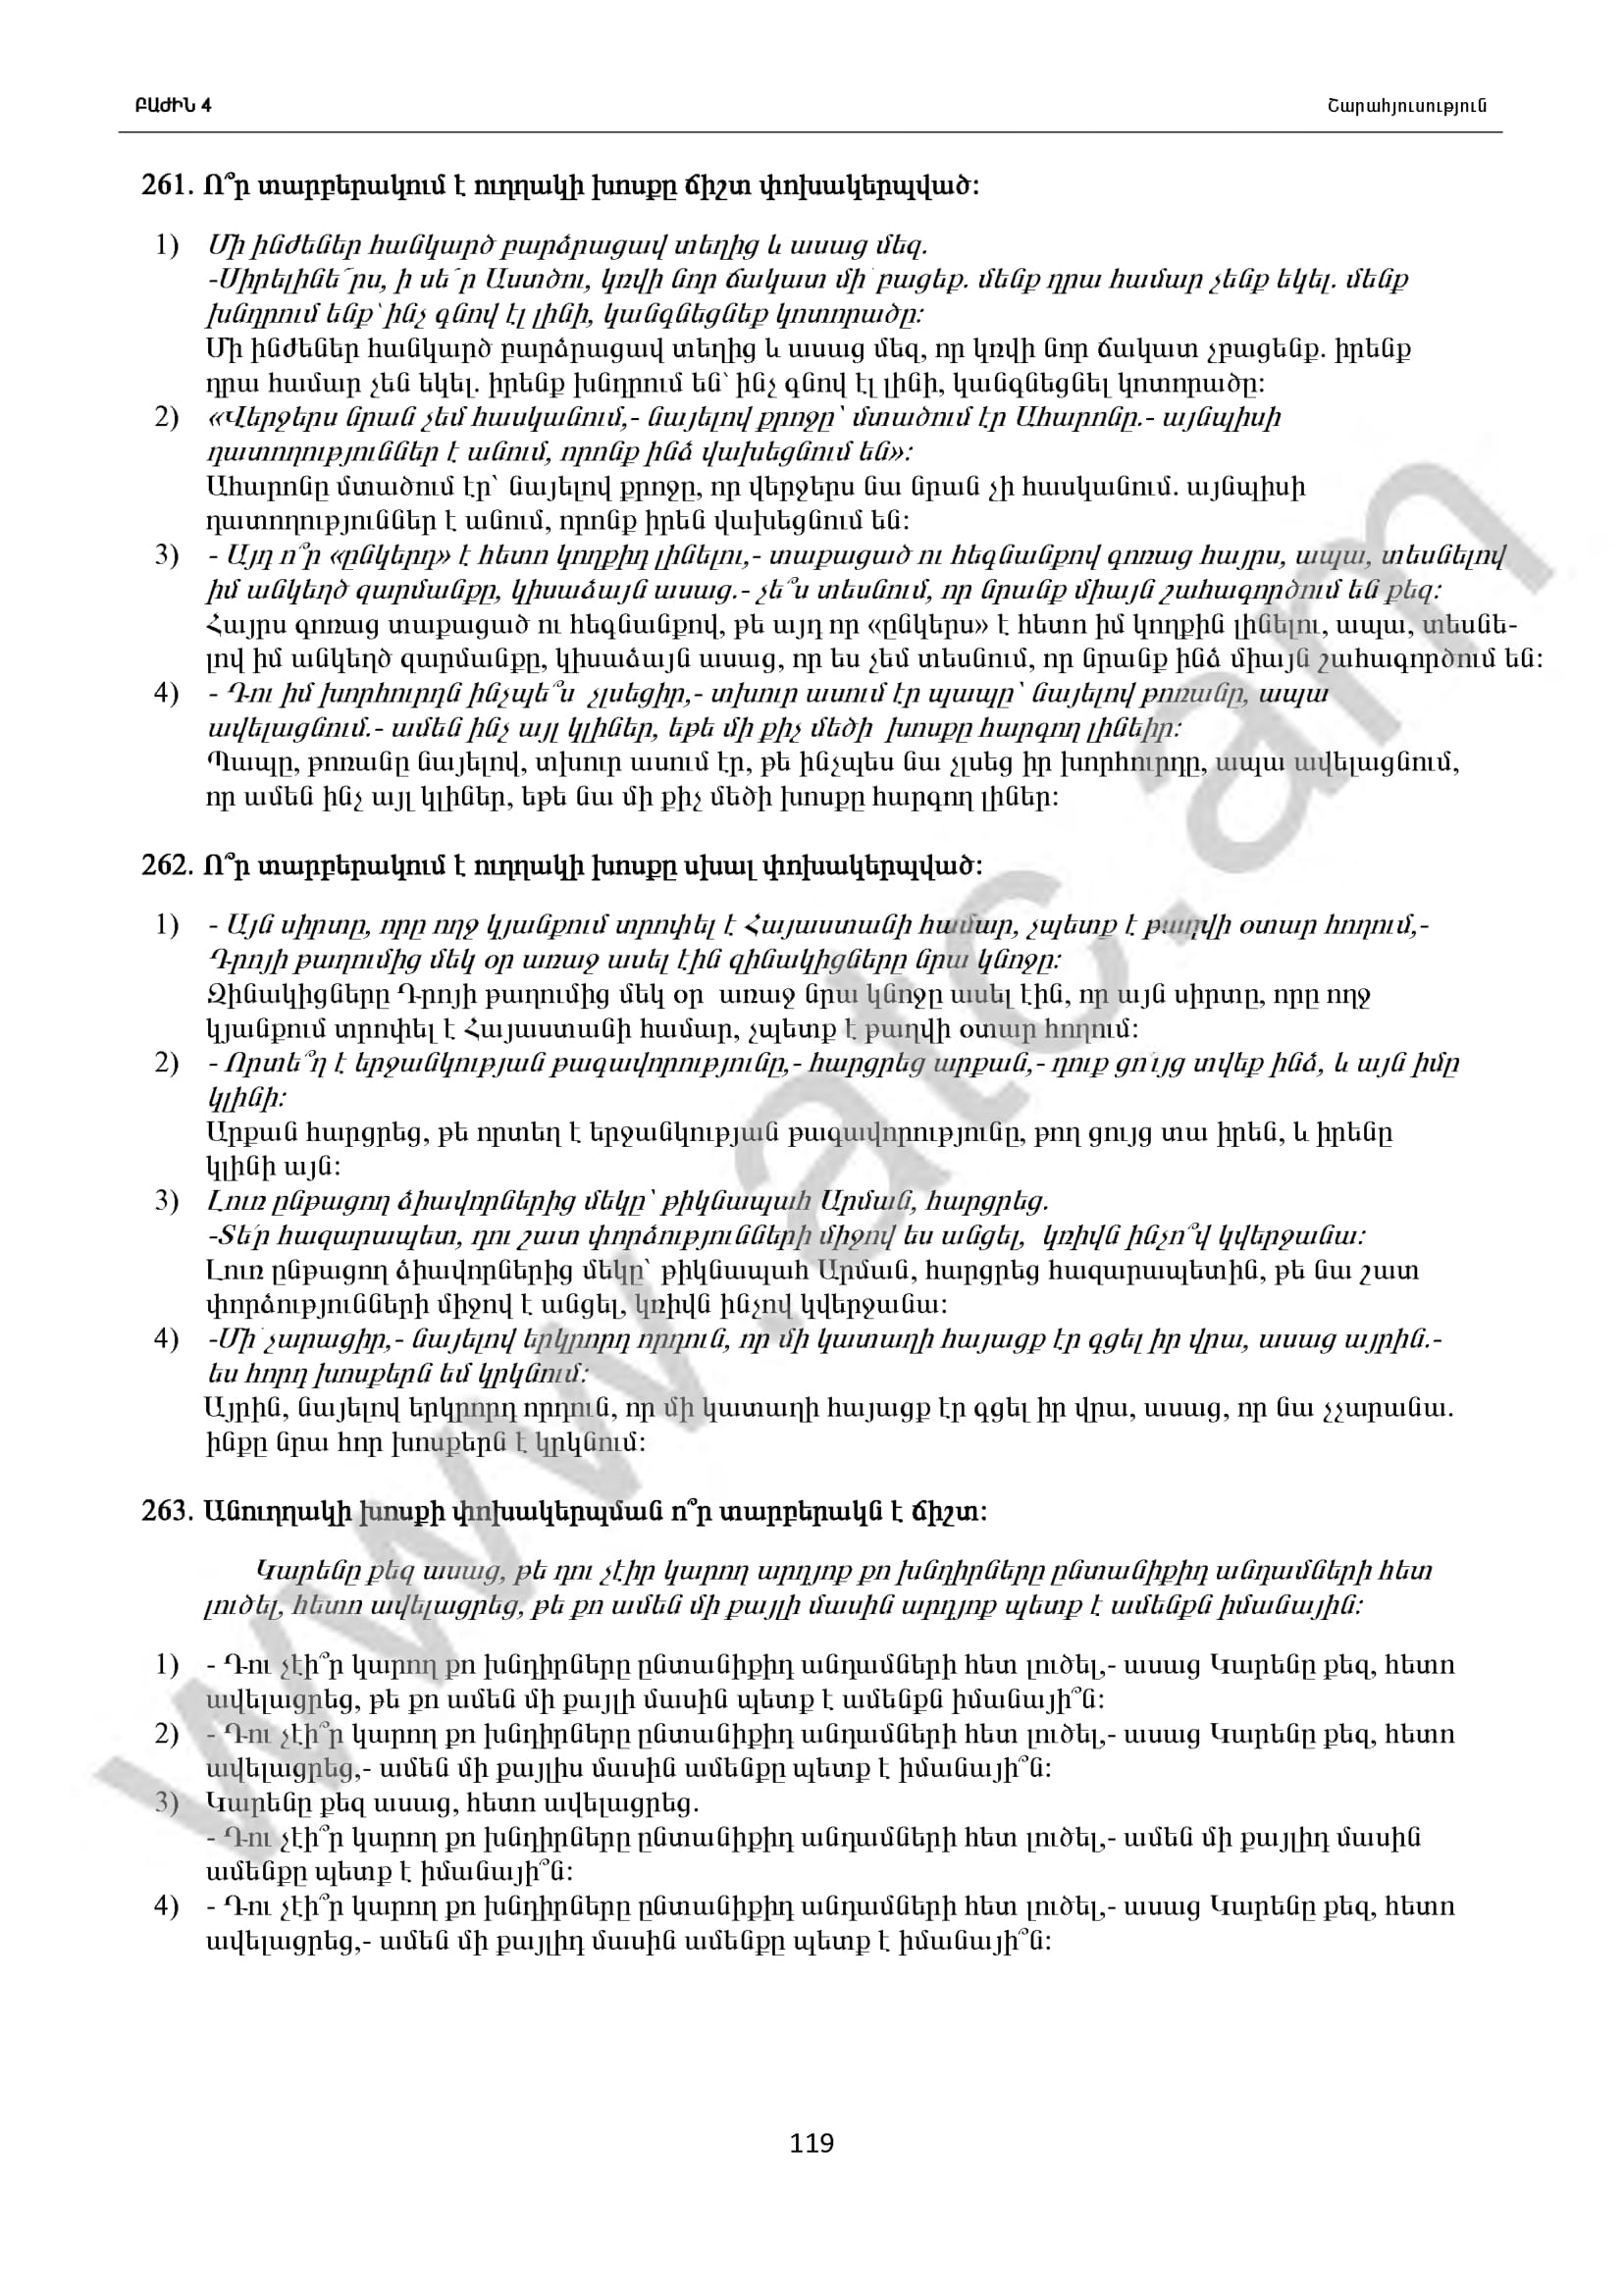 ԲԱԺԻՆ 4
Շարահյուսություն
261. Ո՞ր տարբերակում է ուղղակի խոսքը ճիշտ փոխակերպված:
1) Մի ինժեներ հանկարծ բարձրացավ տեղից և ասաց մեզ.
-Սիրելինե՜րս, ի սե՜ր Աստծու, կռվի նոր ճակատ մի՛ բացեք. մենք դրա համար չենք եկել. մենք
խնդրում ենք՝ ինչ գնով էլ լինի, կանգնեցնեք կոտորածը:
Մի ինժեներ հանկարծ բարձրացավ տեղից և ասաց մեզ, որ կռվի նոր ճակատ չբացենք. իրենք
դրա համար չեն եկել. իրենք խնդրում են՝ ինչ գնով էլ լինի, կանգնեցնել կոտորածը:
2) «Վերջերս նրան չեմ հասկանում,- նայելով քրոջը՝ մտածում էր Ահարոնը.- այնպիսի
դատողություններ է անում, որոնք ինձ վախեցնում են»:
Ահարոնը մտածում էր՝ նայելով քրոջը, որ վերջերս նա նրան չի հասկանում. այնպիսի
դատողություններ է անում, որոնք իրեն վախեցնում են:
3) - Այդ ո՞ր «ընկերդ» է հետո կողքիդ լինելու,- տաքացած ու հեգնանքով գոռաց հայրս, ապա, տեսնելով
իմ անկեղծ զարմանքը, կիսաձայն ասաց.- չե՞ս տեսնում, որ նրանք միայն շահագործում են քեզ:
Հայրս գոռաց տաքացած ու հեգնանքով, թե այդ որ «ընկերս» է հետո իմ կողքին լինելու, ապա, տեսնե-
լով իմ անկեղծ զարմանքը, կիսաձայն ասաց, որ ես չեմ տեսնում, որ նրանք ինձ միայն շահագործում են:
4) - Դու իմ խորհուրդն ինչպե՞ս չլսեցիր,- տխուր ասում էր պապը՝ նայելով թոռանը, ապա
ավելացնում.- ամեն ինչ այլ կլիներ, եթե մի քիչ մեծի խոսքը հարգող լինեիր:
Պապը, թոռանը նայելով, տխուր ասում էր, թե ինչպես նա չլսեց իր խորհուրդը, ապա ավելացնում,
որ ամեն ինչ այլ կլիներ, եթե նա մի քիչ մեծի խոսքը հարգող լիներ:
262. Ո՞ր տարբերակում է ուղղակի խոսքը սխալ փոխակերպված:
1) - Այն սիրտը, որը ողջ կյանքում տրոփել է Հայաստանի համար, չպետք է թաղվի օտար հողում,-
Դրոյի թաղումից մեկ օր առաջ ասել էին զինակիցները նրա կնոջը:
Զինակիցները Դրոյի թաղումից մեկ օր առաջ նրա կնոջը ասել էին, որ այն սիրտը, որը ողջ
կյանքում տրոփել է Հայաստանի համար, չպետք է թաղվի օտար հողում:
2) - Որտե՞ղ է երջանկության թագավորությունը,- հարցրեց արքան,- դուք ցո՛ւյց տվեք ինձ, և այն իմը
կլինի:
Արքան հարցրեց, թե որտեղ է երջանկության թագավորությունը, թող ցույց տա իրեն, և իրենը
կլինի այն:
3) Լուռ ընթացող ձիավորներից մեկը՝ թիկնապահ Արման, հարցրեց.
-Տե՛ր հազարապետ, դու շատ փորձությունների միջով ես անցել, կռիվն ինչո՞վ կվերջանա:
Լուռ ընթացող ձիավորներից մեկը՝ թիկնապահ Արման, հարցրեց հազարապետին, թե նա շատ
փորձությունների միջով է անցել, կռիվն ինչով կվերջանա:
4) -Մի՛ չարացիր,- նայելով երկրորդ որդուն, որ մի կատաղի հայացք էր գցել իր վրա, ասաց այրին.-
ես հորդ խոսքերն եմ կրկնում:
Այրին, նայելով երկրորդ որդուն, որ մի կատաղի հայացք էր գցել իր վրա, ասաց, որ նա չչարանա.
ինքը նրա հոր խոսքերն է կրկնում:
263. Անուղղակի խոսքի փոխակերպման ո՞ր տարբերակն է ճիշտ:
Կարենը քեզ ասաց, թե դու չէիր կարող արդյոք քո խնդիրները ընտանիքիդ անդամների հետ
լուծել, հետո ավելացրեց, թե քո ամեն մի քայլի մասին արդյոք պետք է ամենքն իմանային:
1) - Դու չէի՞ր կարող քո խնդիրները ընտանիքիդ անդամների հետ լուծել,- ասաց Կարենը քեզ, հետո
ավելացրեց, թե քո ամեն մի քայլի մասին պետք է ամենքն իմանայի՞ն:
2) - Դու չէի՞ր կարող քո խնդիրները ընտանիքիդ անդամների հետ լուծել,- ասաց Կարենը քեզ, հետո
ավելացրեց,- ամեն մի քայլիս մասին ամենքը պետք է իմանայի՞ն:
3) Կարենը քեզ ասաց, հետո ավելացրեց.
- Դու չէի՞ր կարող քո խնդիրները ընտանիքիդ անդամների հետ լուծել,- ամեն մի քայլիդ մասին
ամենքը պետք է իմանայի՞ն:
4) - Դու չէի՞ր կարող քո խնդիրները ընտանիքիդ անդամների հետ լուծել,- ասաց Կարենը քեզ, հետո
ավելացրեց,- ամեն մի քայլիդ մասին ամենքը պետք է իմանայի՞ն:
www.atc.am
119